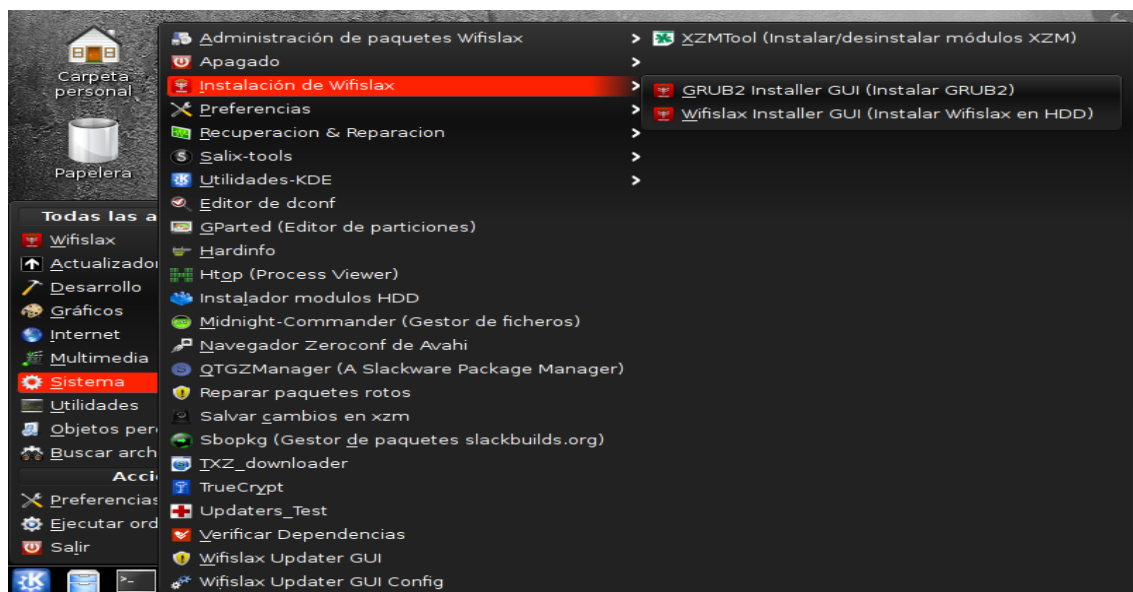 Carpeta
personal
Papelera
Todas las a
Wifislax
Actualizado
Desarrollo
Gráficos
Internet
Multimedia
Sistema
Utilidades
Objetos per
Buscar arch
Acci
Preferencias
Ejecutar ord
Salir
Administración de paquetes Wifislax
Apagado
Instalación de Wifislax
Preferencias
Recuperacion & Reparacion
Salix-tools
Utilidades-KDE
Editor de dconf
GParted (Editor de particiones)
Hardinfo
Htop (Process Viewer)
Instalador modulos HDD
Midnight-Commander (Gestor de ficheros)
Navegador Zeroconf de Avahi
QTGZManager (A Slackware Package Manager)
Reparar paquetes rotos
Salvar cambios en xzm
Sbopkg (Gestor de paquetes slackbuilds.org)
TXZ_downloader
TrueCrypt
Updaters_Test
Verificar Dependencias
Wifislax Updater GUI
Wifislax Updater GUI Config
XZMTool (Instalar/desinstalar módulos XZM)
GRUB2 Installer GUI (Instalar GRUB2)
Wifislax Installer GUI (Instalar Wifislax en HDD)